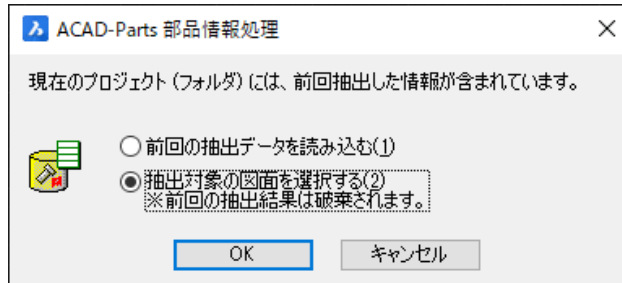 ACAD-Parts 部品情報処理
現在のプロジェクト (フォルダ) には、前回抽出した情報が含まれています。
前回の抽出データを読み込む(1)
抽出対象の図面を選択する(2)
※前回の抽出結果は破棄されます。
OK
キャンセル